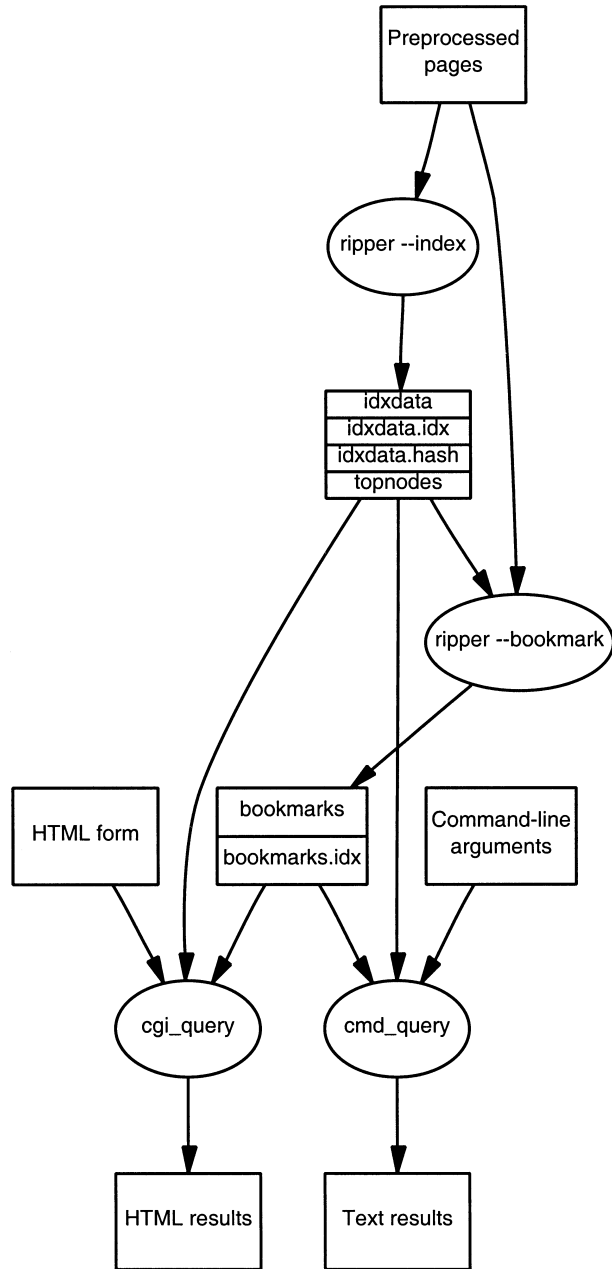 Preprocessed
pages
ripper --index
idxdata
idxdata.idx
idxdata.hash
topnodes
ripper --bookmark
HTML form
bookmarks
bookmarks.idx
Command-line
arguments
cgi_query
cmd_query
HTML results
Text results